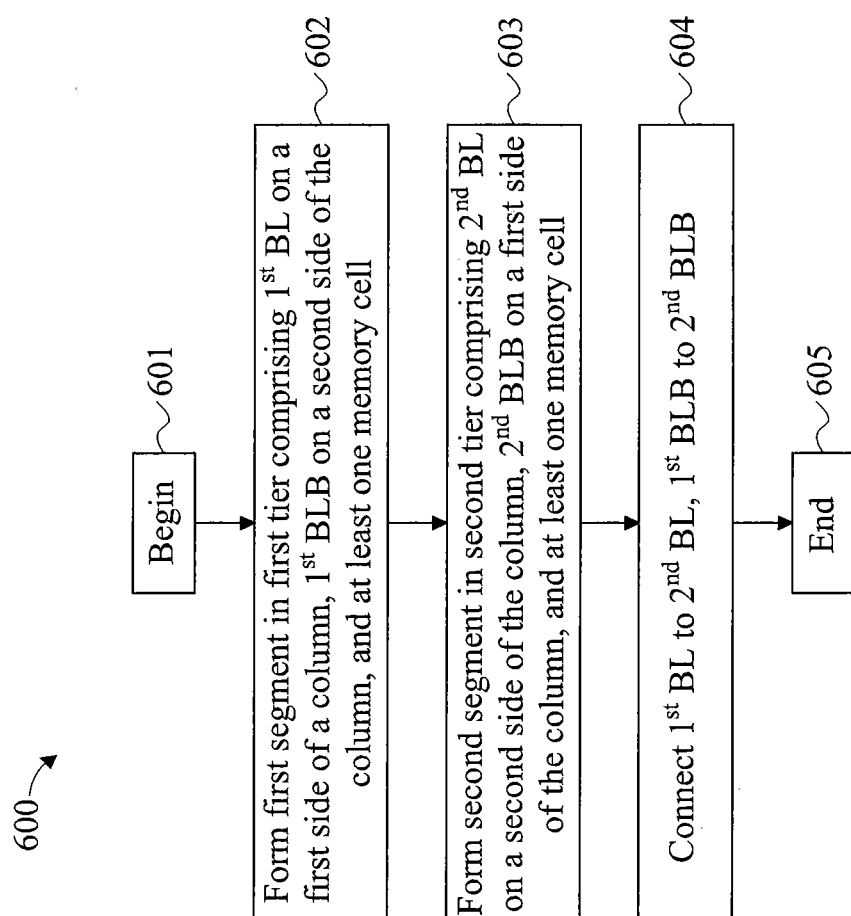 600
Begin
601
Form first segment in first tier comprising 1st BL on a
first side of a column, 1st BLB on a second side of the
column, and at least one memory cell
602
Form second segment in second tier comprising 2nd BL
on a second side of the column, 2nd BLB on a first side
of the column, and at least one memory cell
603
Connect 1st BL to 2nd BL, 1st BLB to 2nd BLB
604
End
605